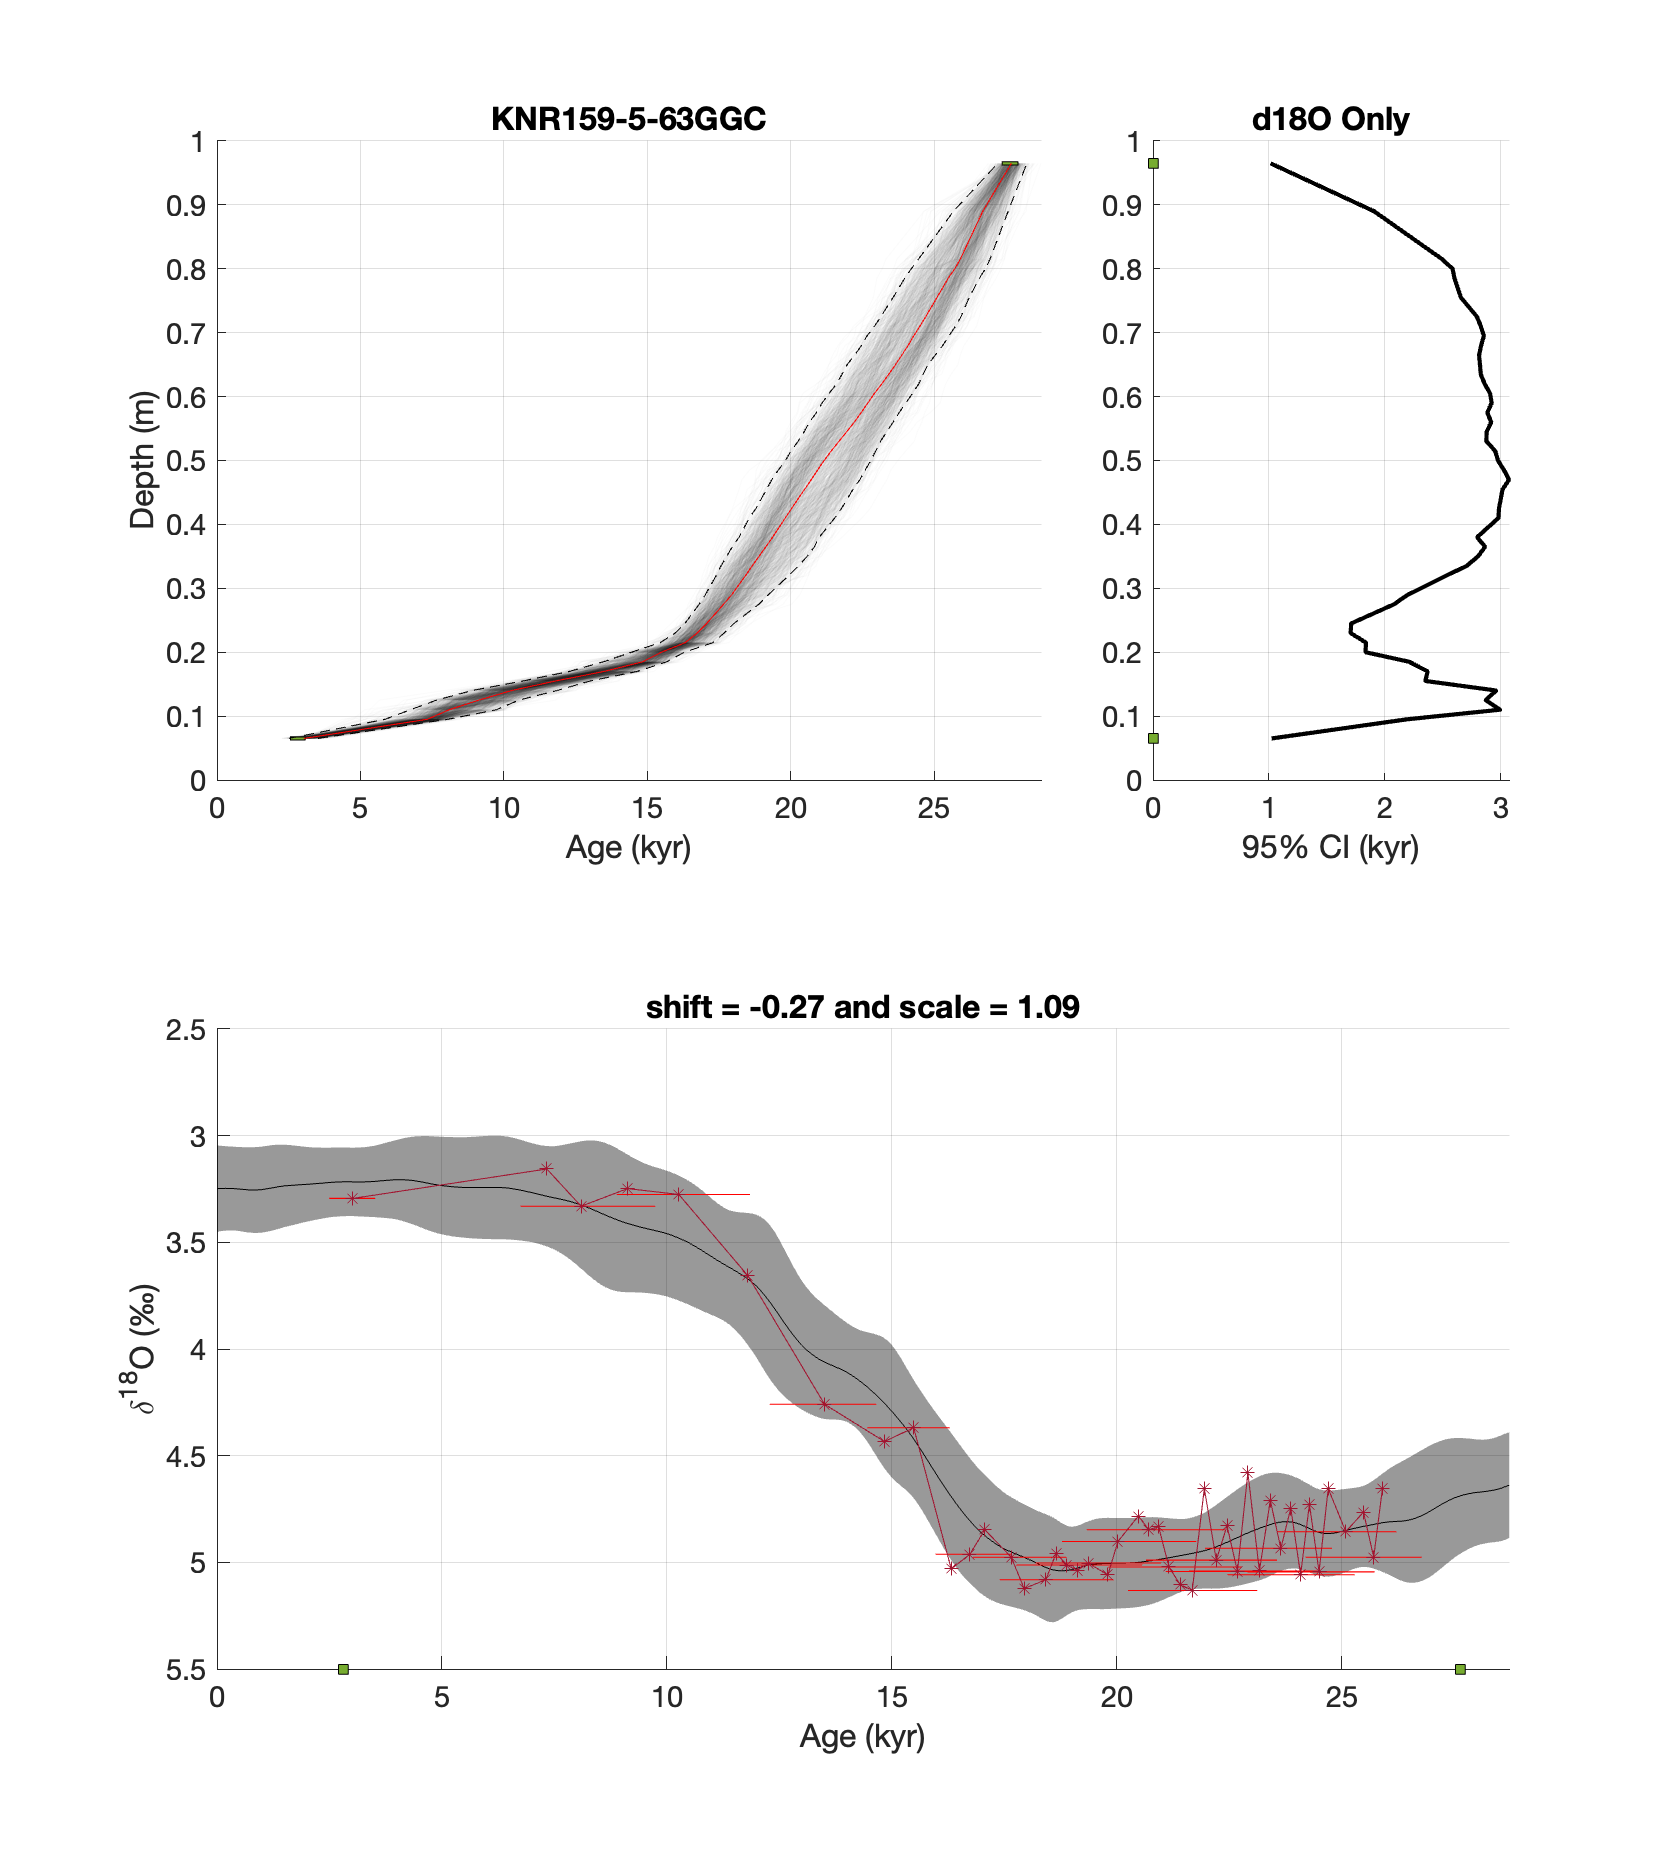 KNR159-5-63GGC
d18O Only
1
0.9
0.8
0.7
0.6
0.5
0.4
0.3
0.2
0.1
0
Depth (m)
0 5 10 15 20 25
Age (kyr)
1
0.9
0.8
0.7
0.6
0.5
0.4
0.3
0.2
0.1
0
0 1 2 3
95% CI (kyr)
shift = -0.27 and scale = 1.09
2.5
3
3.5
4
4.5
5
5.5
δ¹⁸O (‰)
0 5 10 15 20 25
Age (kyr)